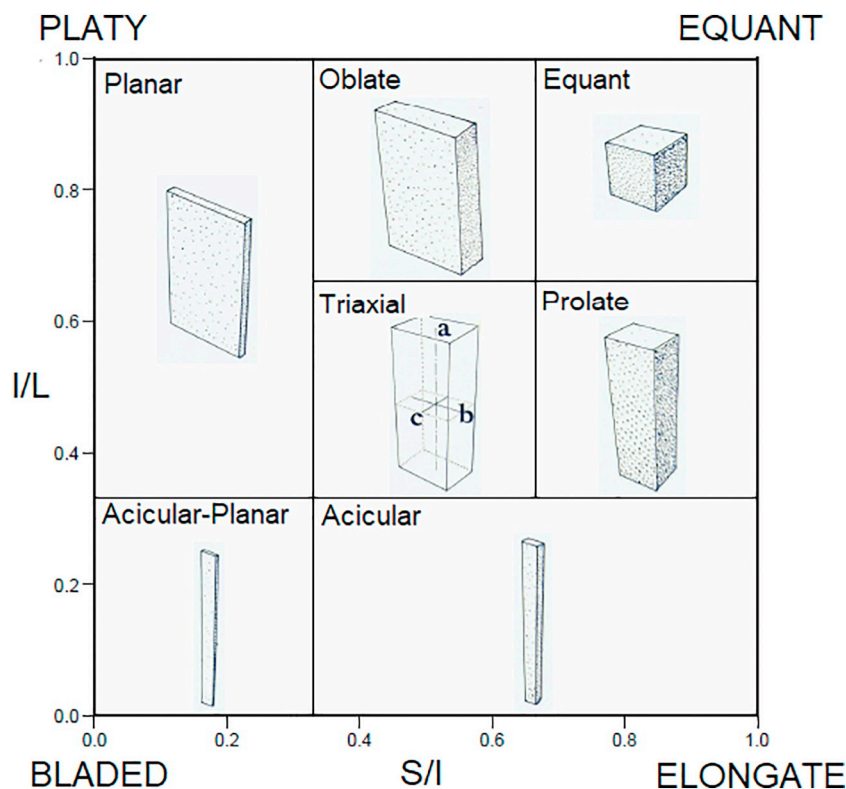 PLATY
EQUANT
1.0
Planar
Oblate
Equant
0.8
Triaxial
Prolate
0.6
a
I/L
c
b
0.4
Acicular-Planar
Acicular
0.2
0.0
0.0
0.2
0.4
0.6
0.8
1.0
BLADED
S/I
ELONGATE